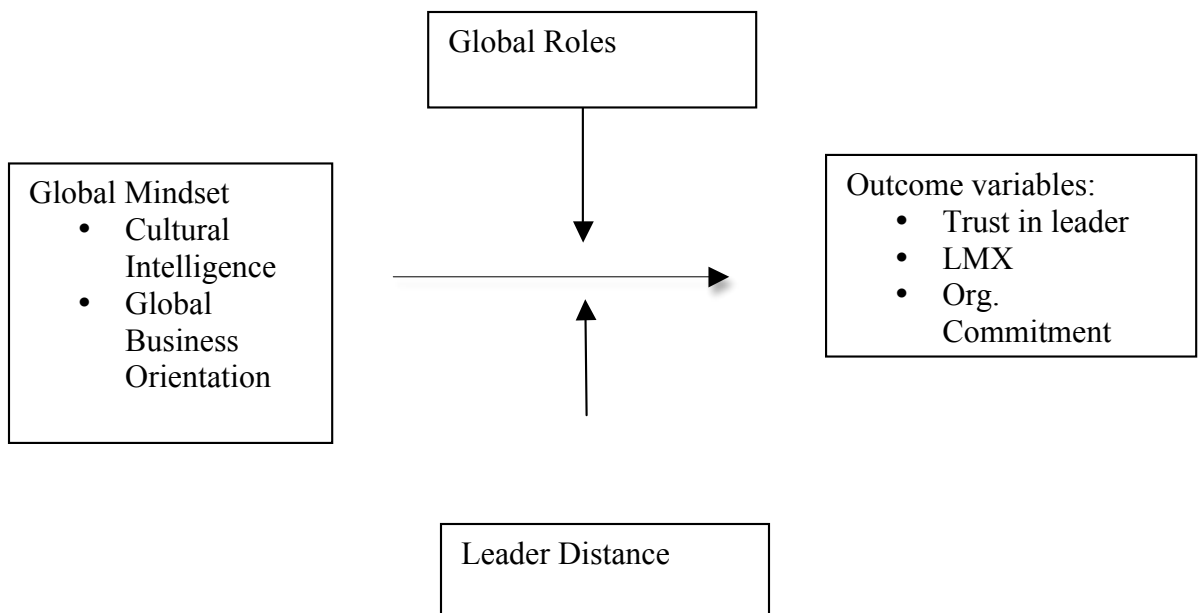 Global Roles
Global Mindset
• Cultural
Intelligence
• Global
Business
Orientation
Outcome variables:
• Trust in leader
• LMX
• Org.
Commitment
Leader Distance